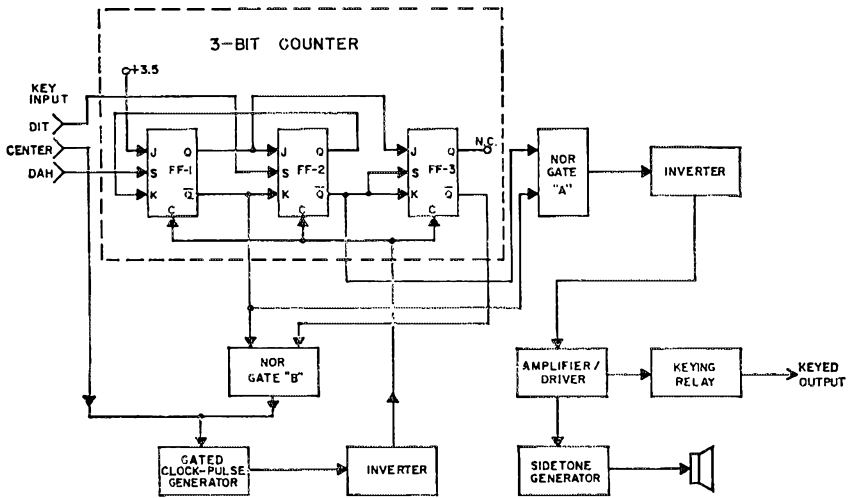 3-BIT COUNTER
+3.5
KEY
INPUT
DIT
CENTER
DAH
J Q
S FF-1
K Q̅
C
J Q
S FF-2
K Q̅
C
J Q
S FF-3
K Q̅
C
N.C.
NOR
GATE
"A"
INVERTER
NOR
GATE "B"
AMPLIFIER/
DRIVER
KEYING
RELAY
KEYED
OUTPUT
GATED
CLOCK-PULSE
GENERATOR
INVERTER
SIDETONE
GENERATOR